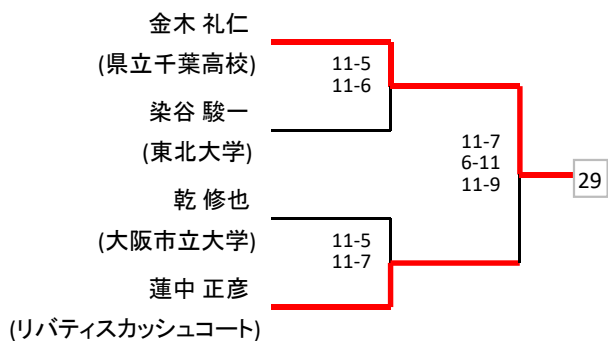 金木 礼仁
(県立千葉高校)
11-5
11-6
染谷 駿一
(東北大学)
11-7
6-11
11-9
29
乾 修也
(大阪市立大学)
11-5
11-7
蓮中 正彦
(リバティスカッシュコート)